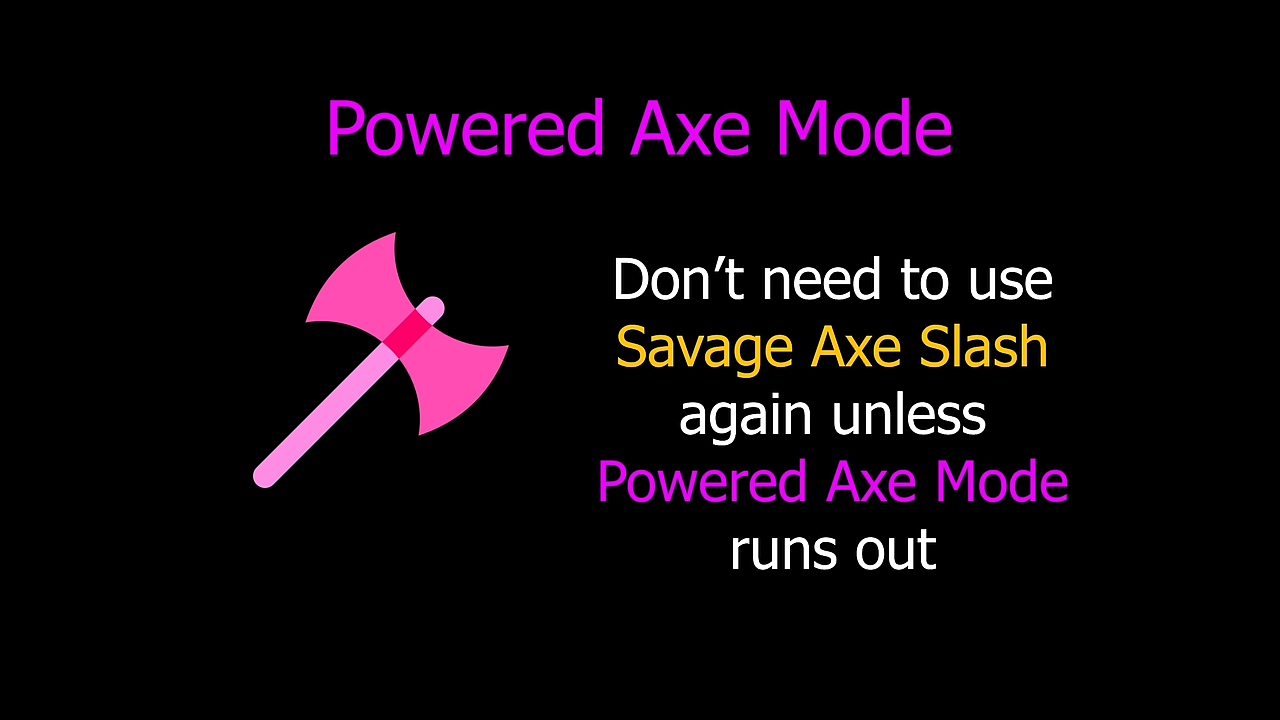 Powered Axe Mode
Don’t need to use
Savage Axe Slash
again unless
Powered Axe Mode
runs out